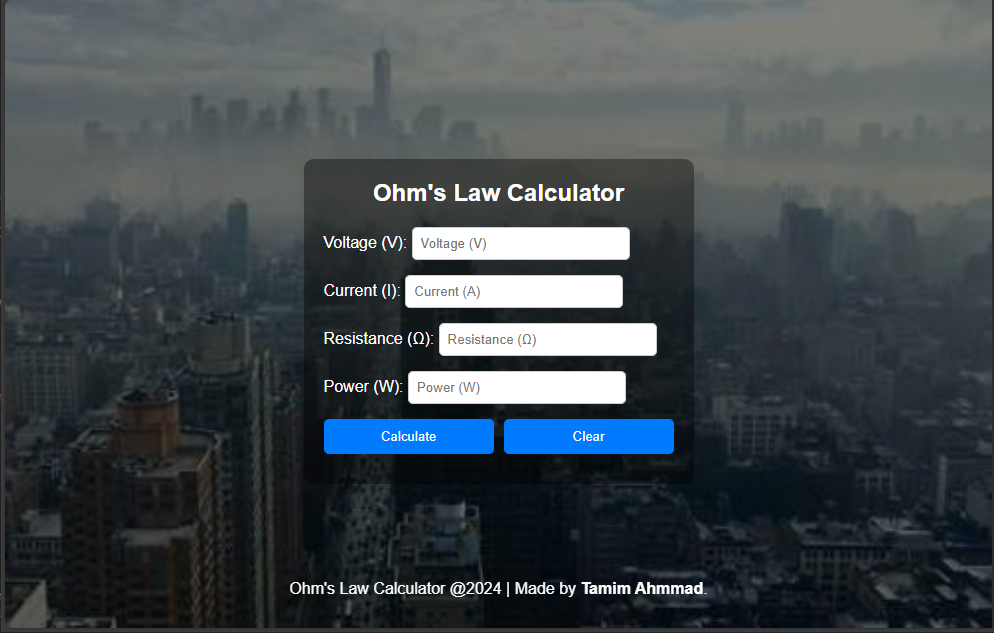 Ohm's Law Calculator
Voltage (V): Voltage (V)
Current (I): Current (A)
Resistance (Ω): Resistance (Ω)
Power (W): Power (W)
Calculate Clear
Ohm's Law Calculator @2024 | Made by Tamim Ahmmad.